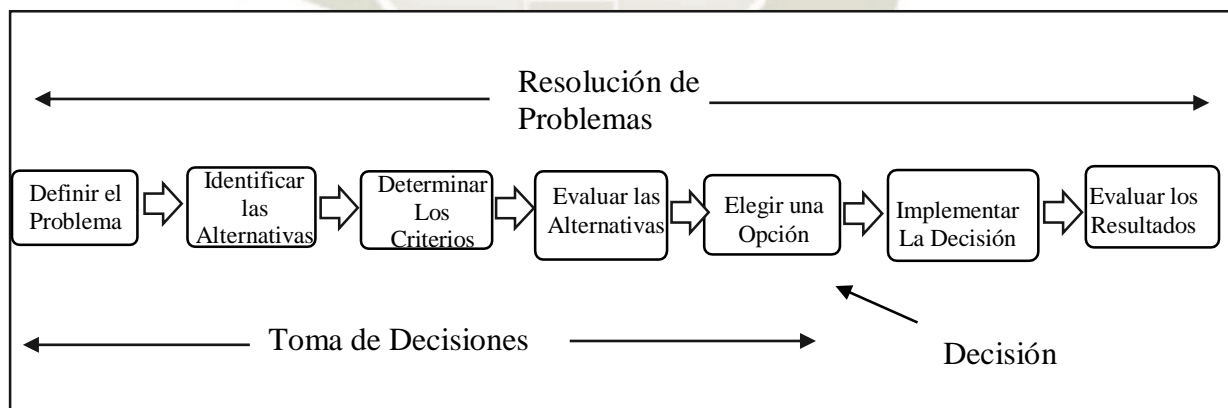 Resolución de
Problemas
Definir el
Problema
Identificar
las
Alternativas
Determinar
Los
Criterios
Evaluar las
Alternativas
Elegir una
Opción
Implementar
La Decisión
Evaluar los
Resultados
Toma de Decisiones
Decisión